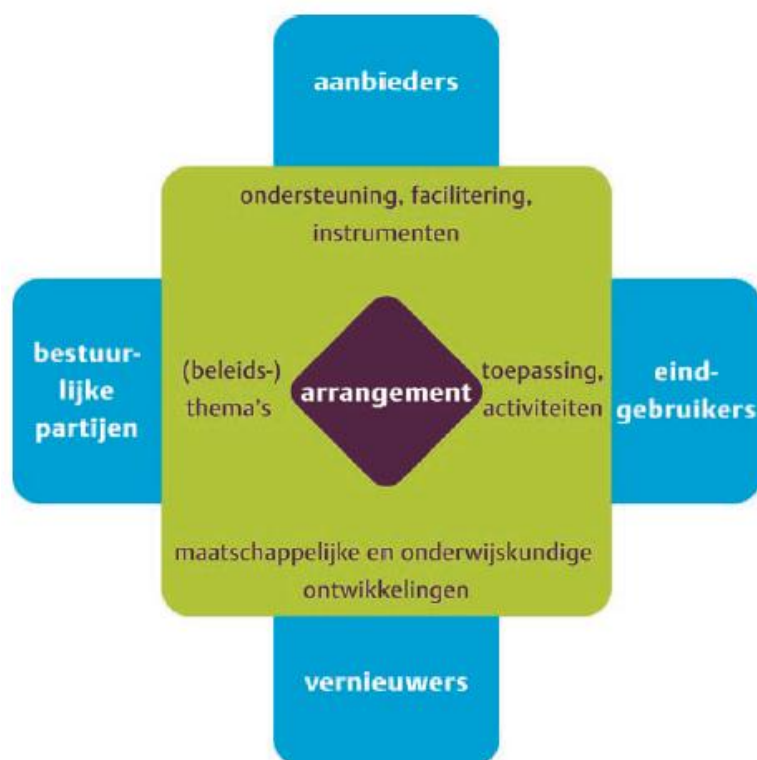 aanbieders
ondersteuning, facilitering,
instrumenten
bestuur-
lijke
partijen
(beleids-)
thema's
arrangement
toepassing,
activiteiten
eind-
gebruikers
maatschappelijke en onderwijskundige
ontwikkelingen
vernieuwers